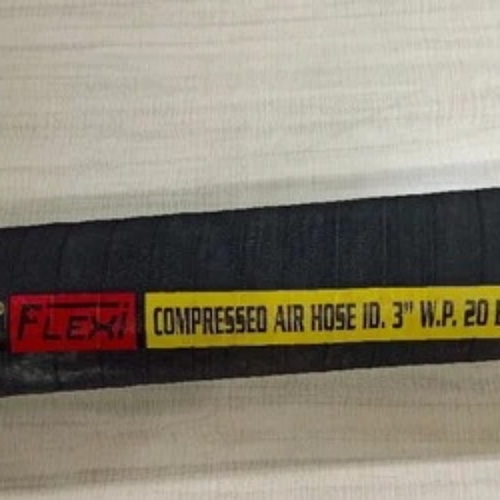 FLEXi COMPRESSED AIR HOSE ID. 3" W.P. 20